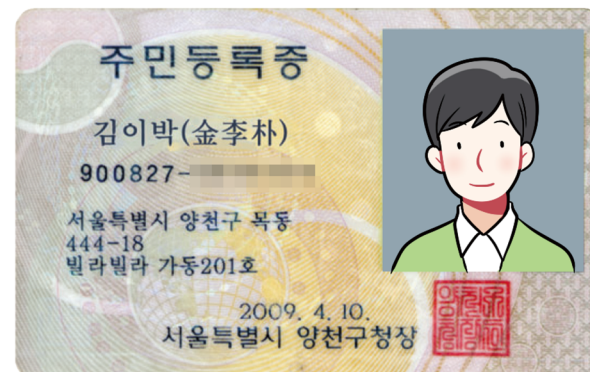 주민등록증
김이박(金李朴)
900827-
서울특별시 양천구 목동
444-18
빌라빌라 가동201호
2009. 4. 10.
서울특별시 양천구청장